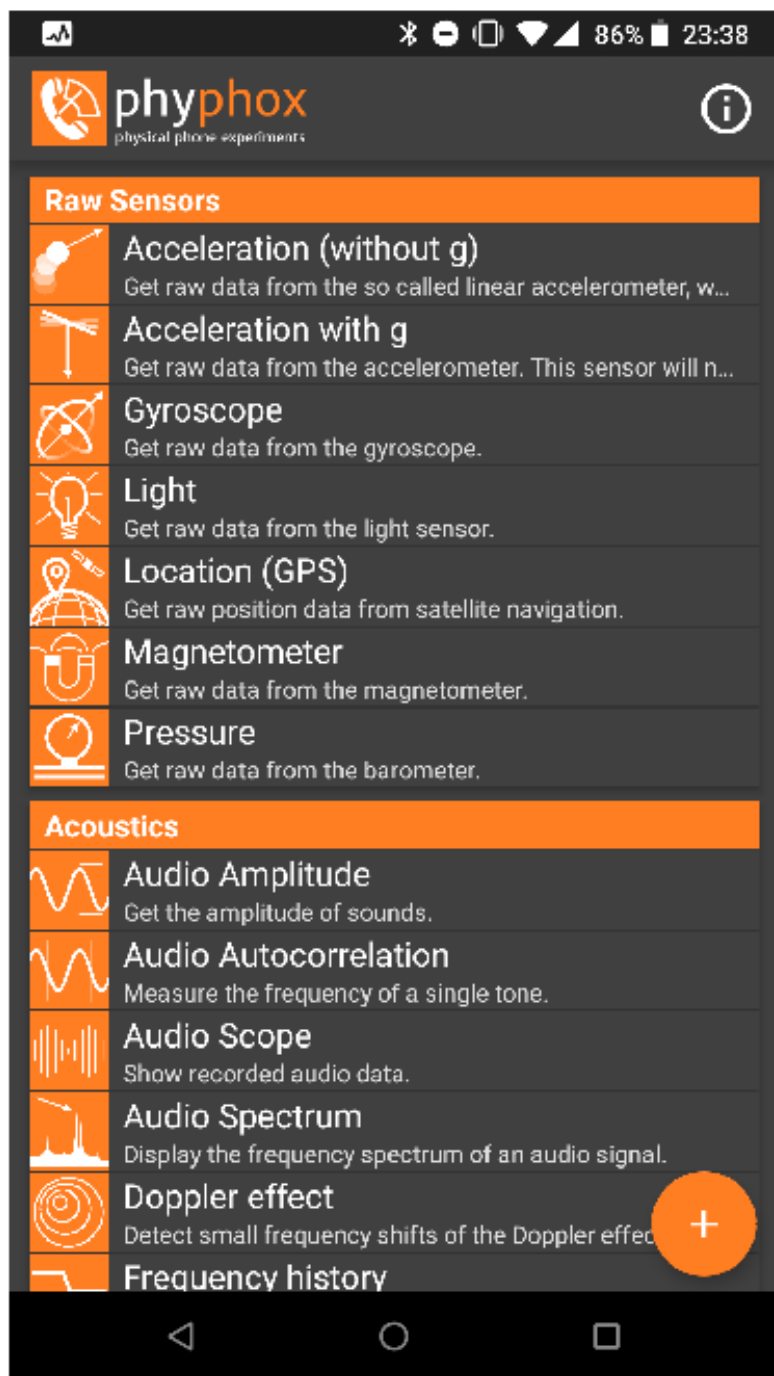 86% 23:38
phyphox
physical phone experiments
Raw Sensors
Acceleration (without g)
Get raw data from the so called linear accelerometer, w...
Acceleration with g
Get raw data from the accelerometer. This sensor will n...
Gyroscope
Get raw data from the gyroscope.
Light
Get raw data from the light sensor.
Location (GPS)
Get raw position data from satellite navigation.
Magnetometer
Get raw data from the magnetometer.
Pressure
Get raw data from the barometer.
Acoustics
Audio Amplitude
Get the amplitude of sounds.
Audio Autocorrelation
Measure the frequency of a single tone.
Audio Scope
Show recorded audio data.
Audio Spectrum
Display the frequency spectrum of an audio signal.
Doppler effect
Detect small frequency shifts of the Doppler effec
+
Frequency history